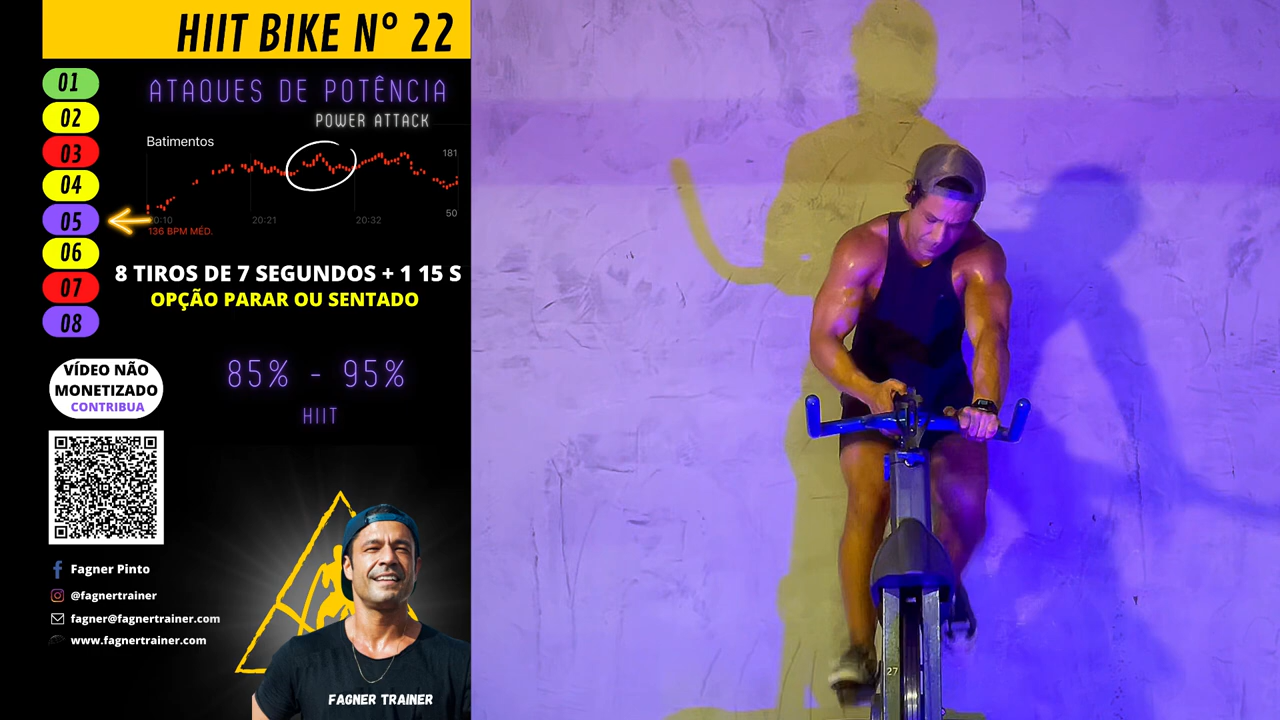 HIIT BIKE Nº 22
01
02
03
04
05
06
07
08
ATAQUES DE POTÊNCIA
POWER ATTACK
Batimentos
181
50
20:21
20:32
136 BPM MÉD.
8 TIROS DE 7 SEGUNDOS + 1 15 S
OPÇÃO PARAR OU SENTADO
85% - 95%
HIIT
VÍDEO NÃO
MONETIZADO
CONTRIBUA
Fagner Pinto
@fagnertrainer
fagner@fagnertrainer.com
www.fagnertrainer.com
FAGNER TRAINER
27